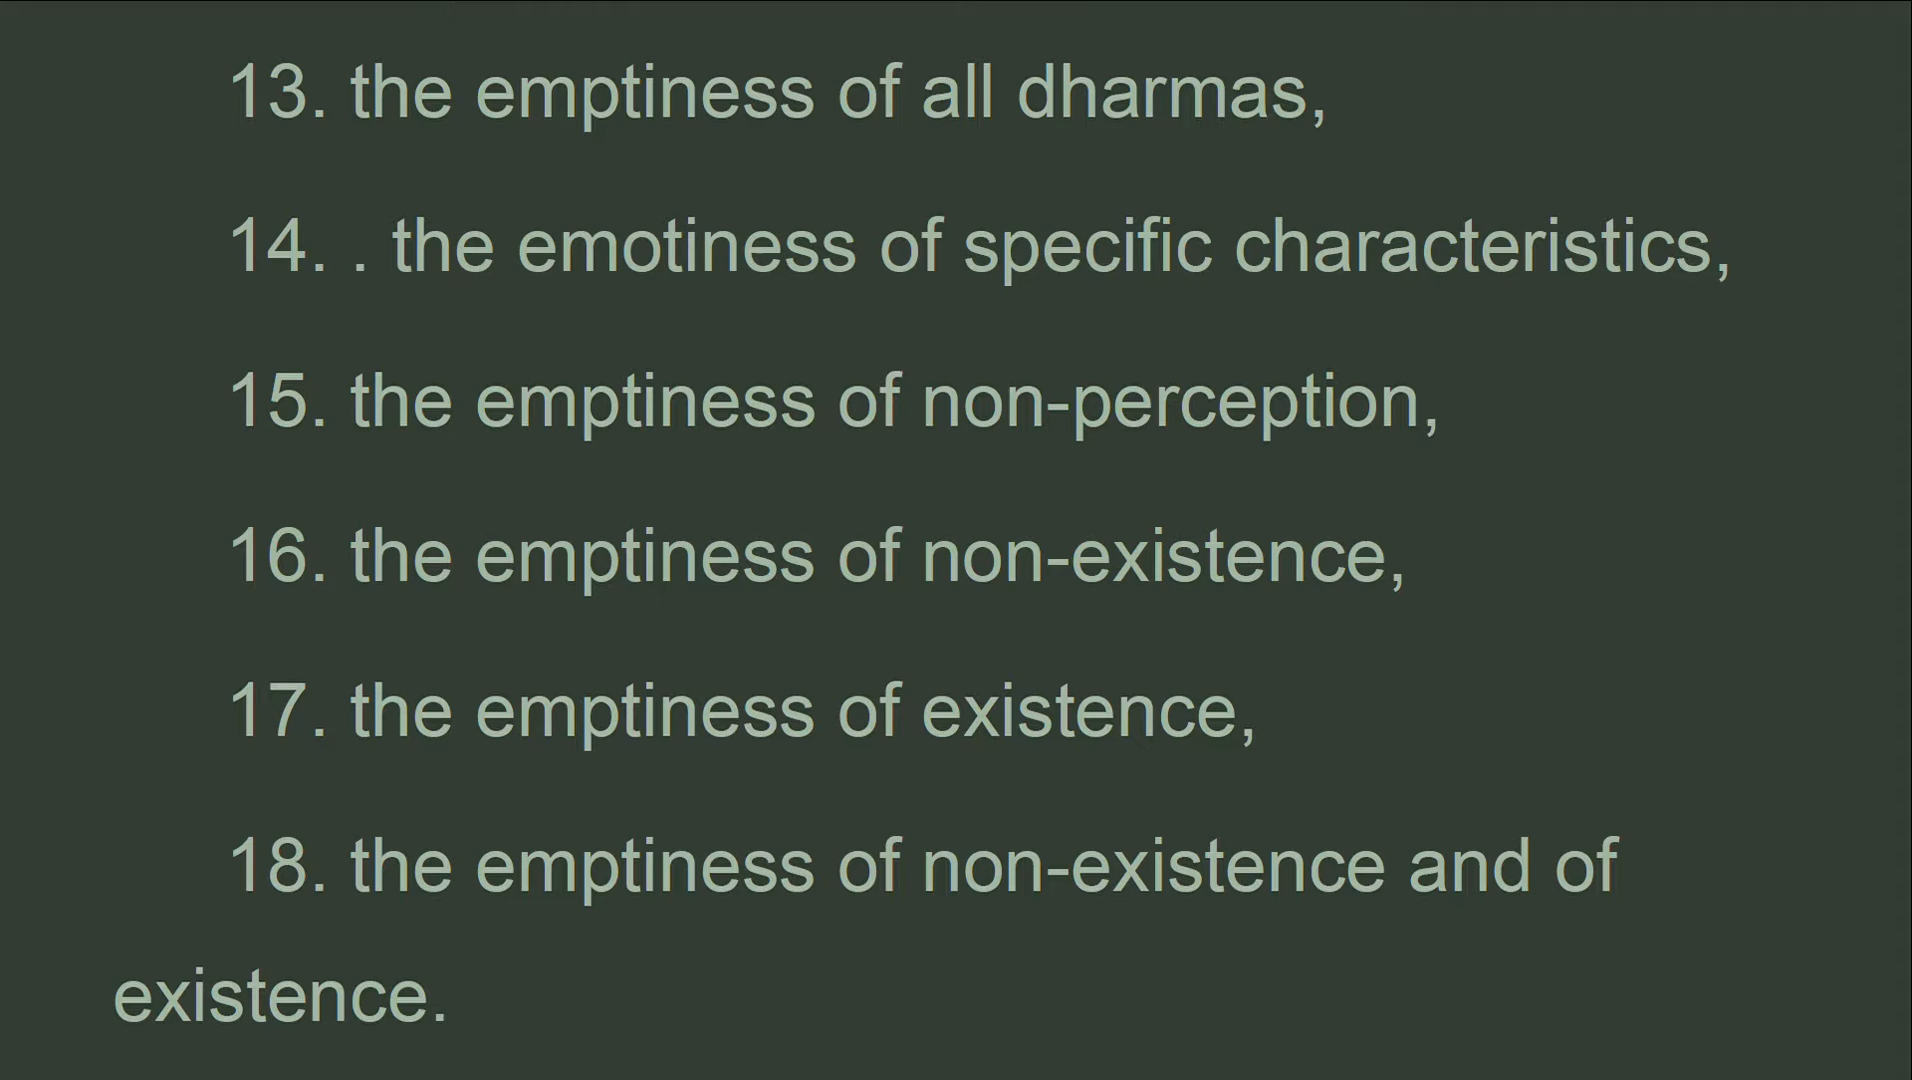 13. the emptiness of all dharmas,
14. . the emotiness of specific characteristics,
15. the emptiness of non-perception,
16. the emptiness of non-existence,
17. the emptiness of existence,
18. the emptiness of non-existence and of
existence.